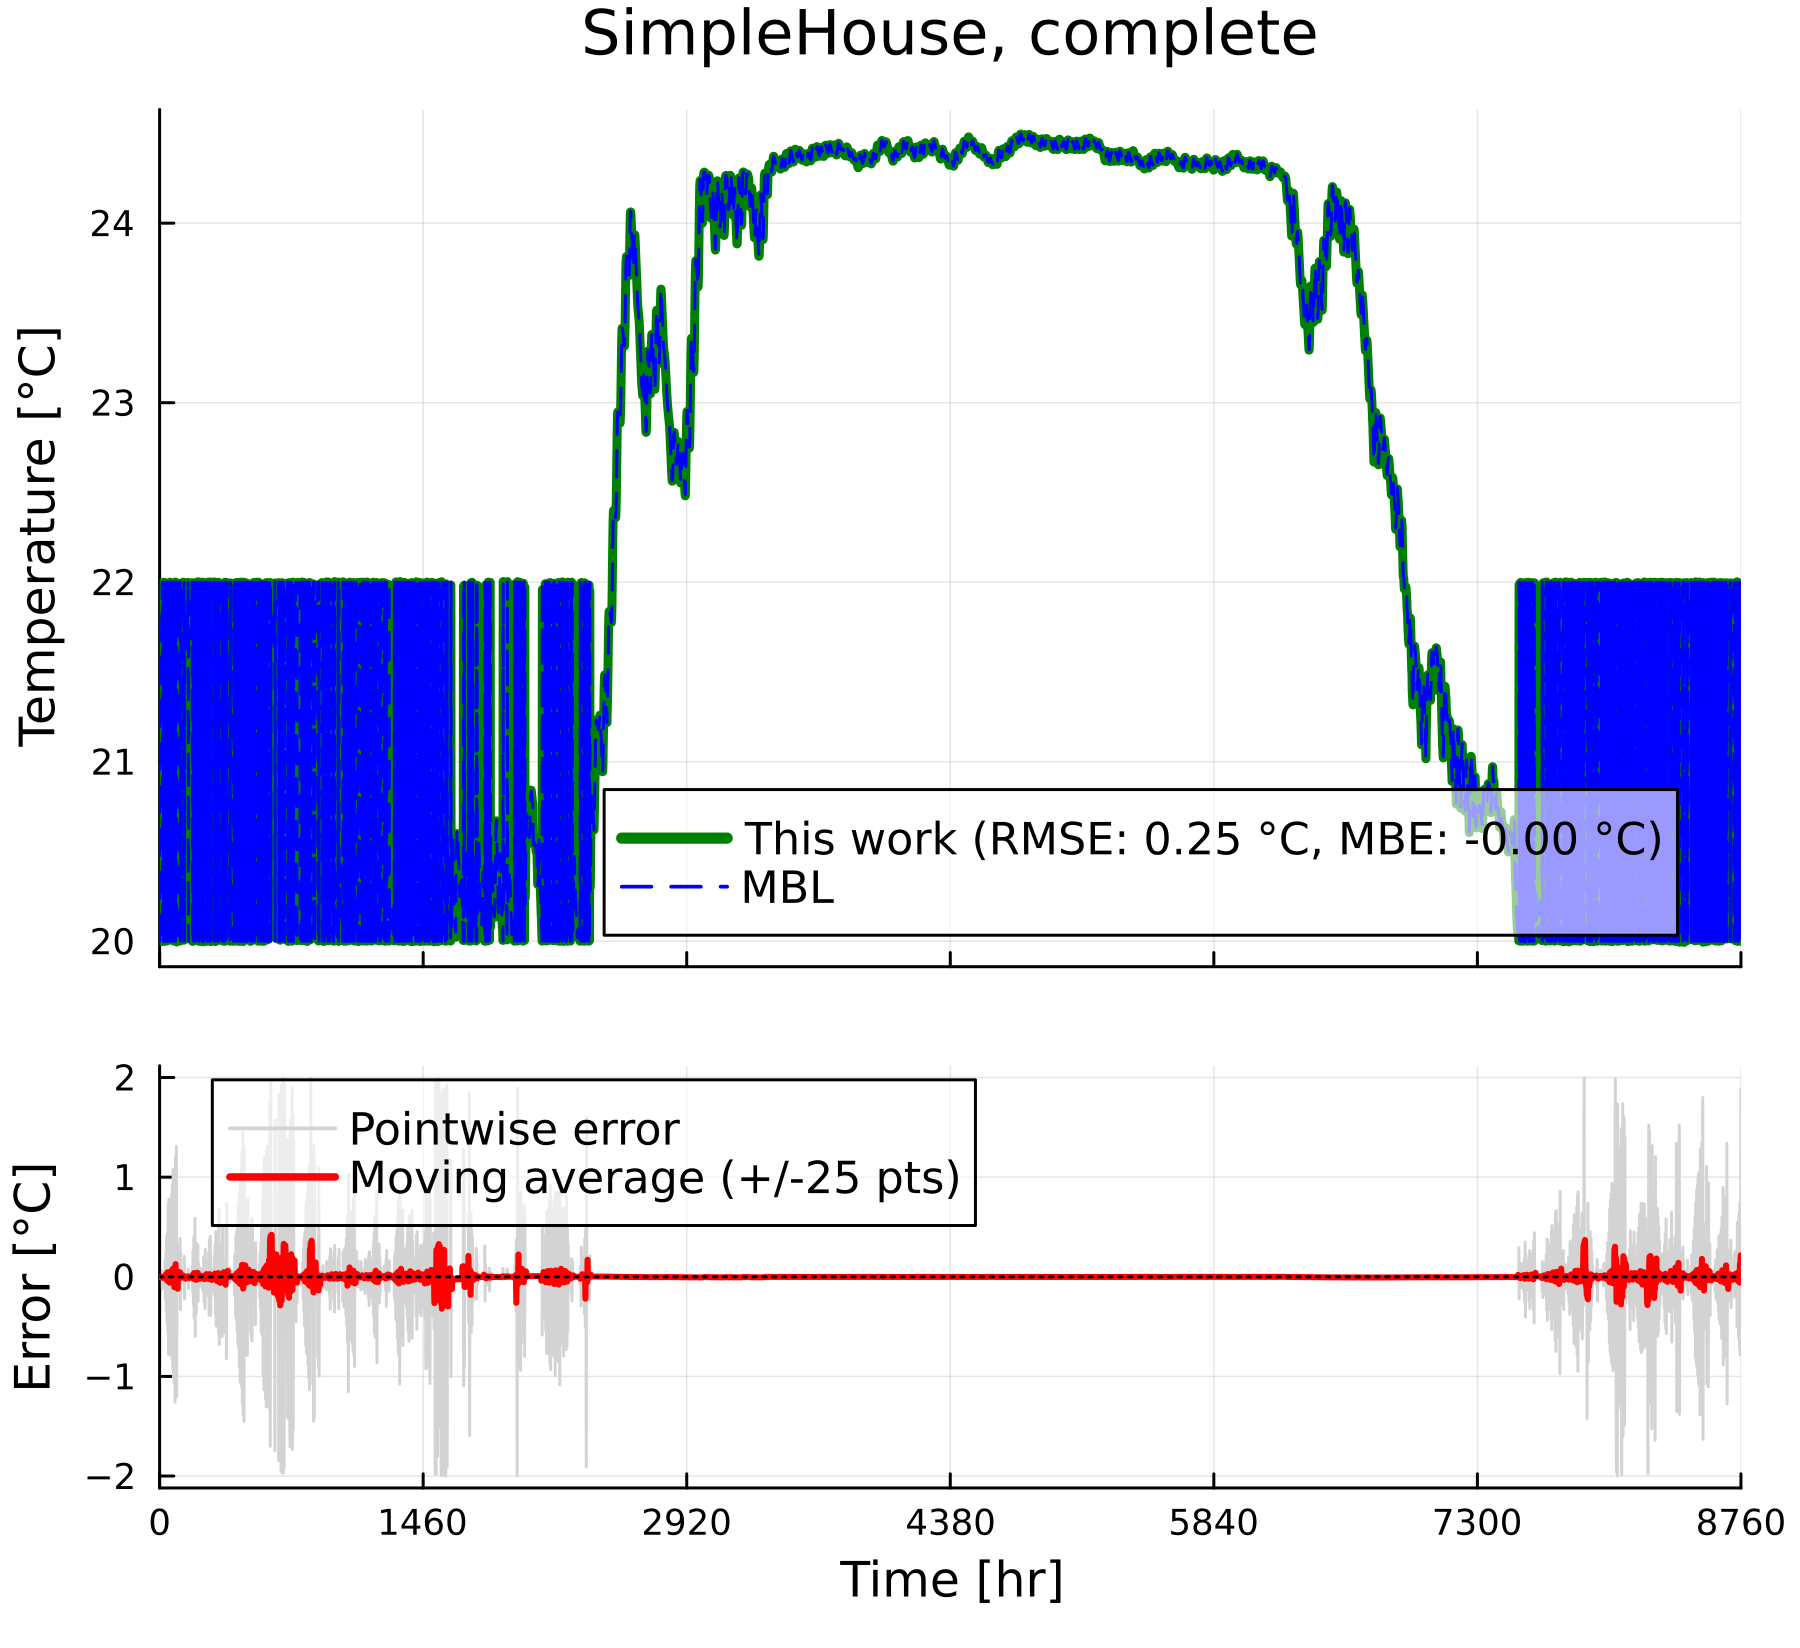 SimpleHouse, complete
Temperature [°C]
24
23
22
21
20
This work (RMSE: 0.25 °C, MBE: -0.00 °C)
MBL
Error [°C]
2
1
0
−1
−2
Pointwise error
Moving average (+/-25 pts)
0 1460 2920 4380 5840 7300 8760
Time [hr]